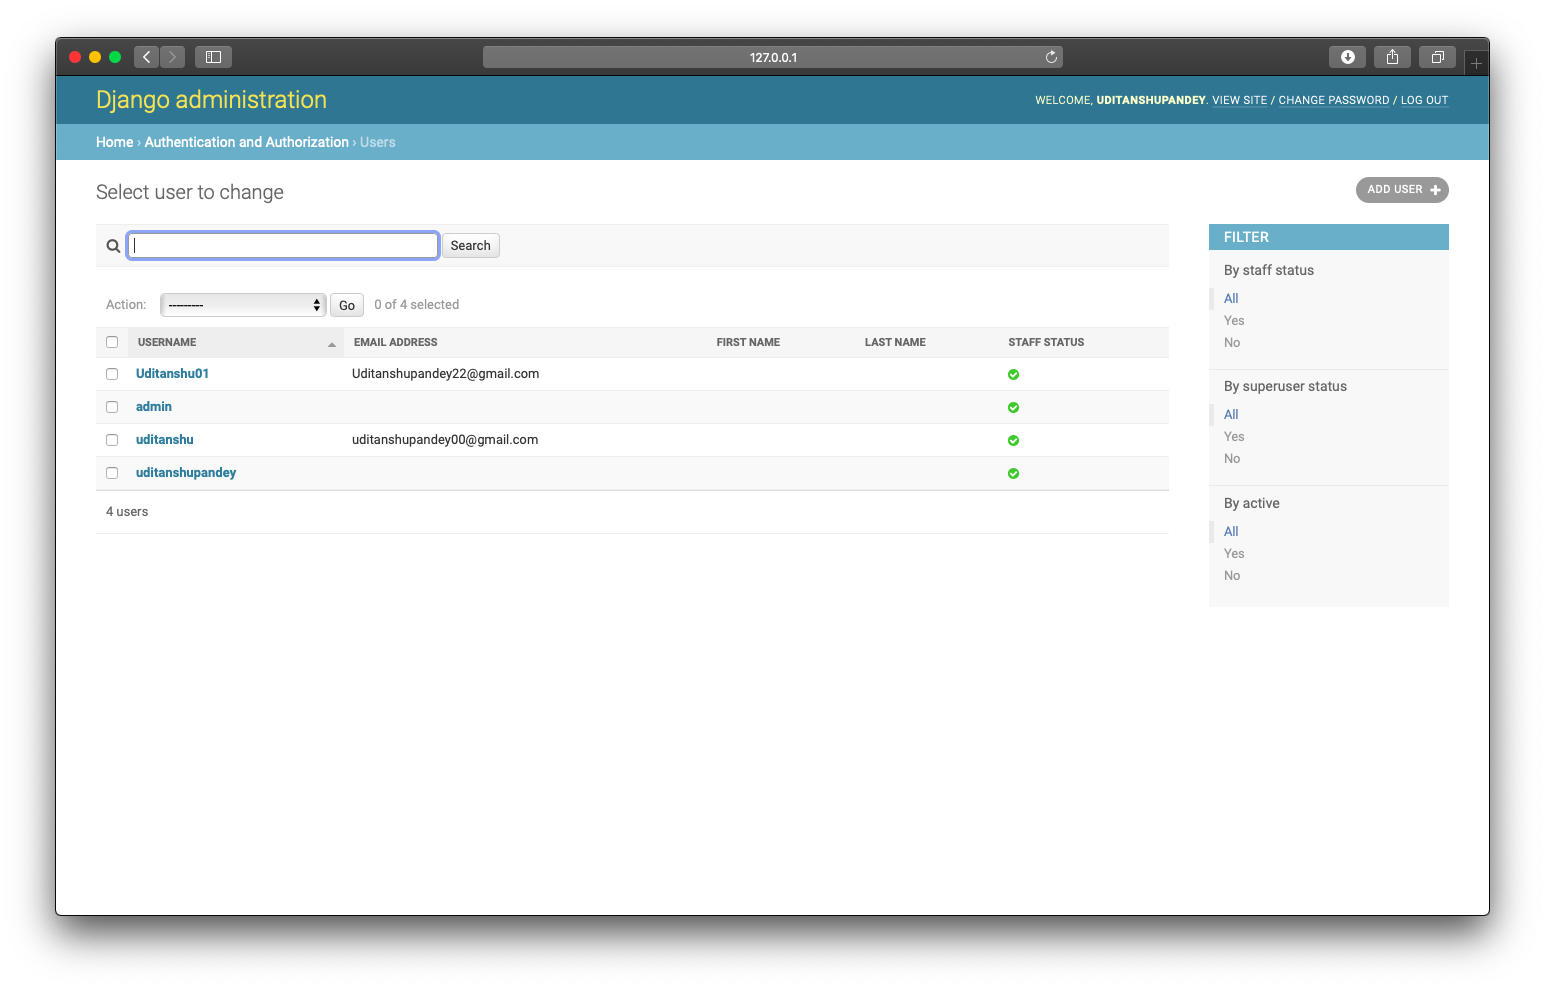 127.0.0.1
Django administration
WELCOME, UDITANSHUPANDEY. VIEW SITE / CHANGE PASSWORD / LOG OUT
Home › Authentication and Authorization › Users
Select user to change
ADD USER +
Search
Action: --------- Go 0 of 4 selected
USERNAME EMAIL ADDRESS FIRST NAME LAST NAME STAFF STATUS
Uditanshu01 Uditanshupandey22@gmail.com
admin
uditanshu uditanshupandey00@gmail.com
uditanshupandey
4 users
FILTER
By staff status
All
Yes
No
By superuser status
All
Yes
No
By active
All
Yes
No